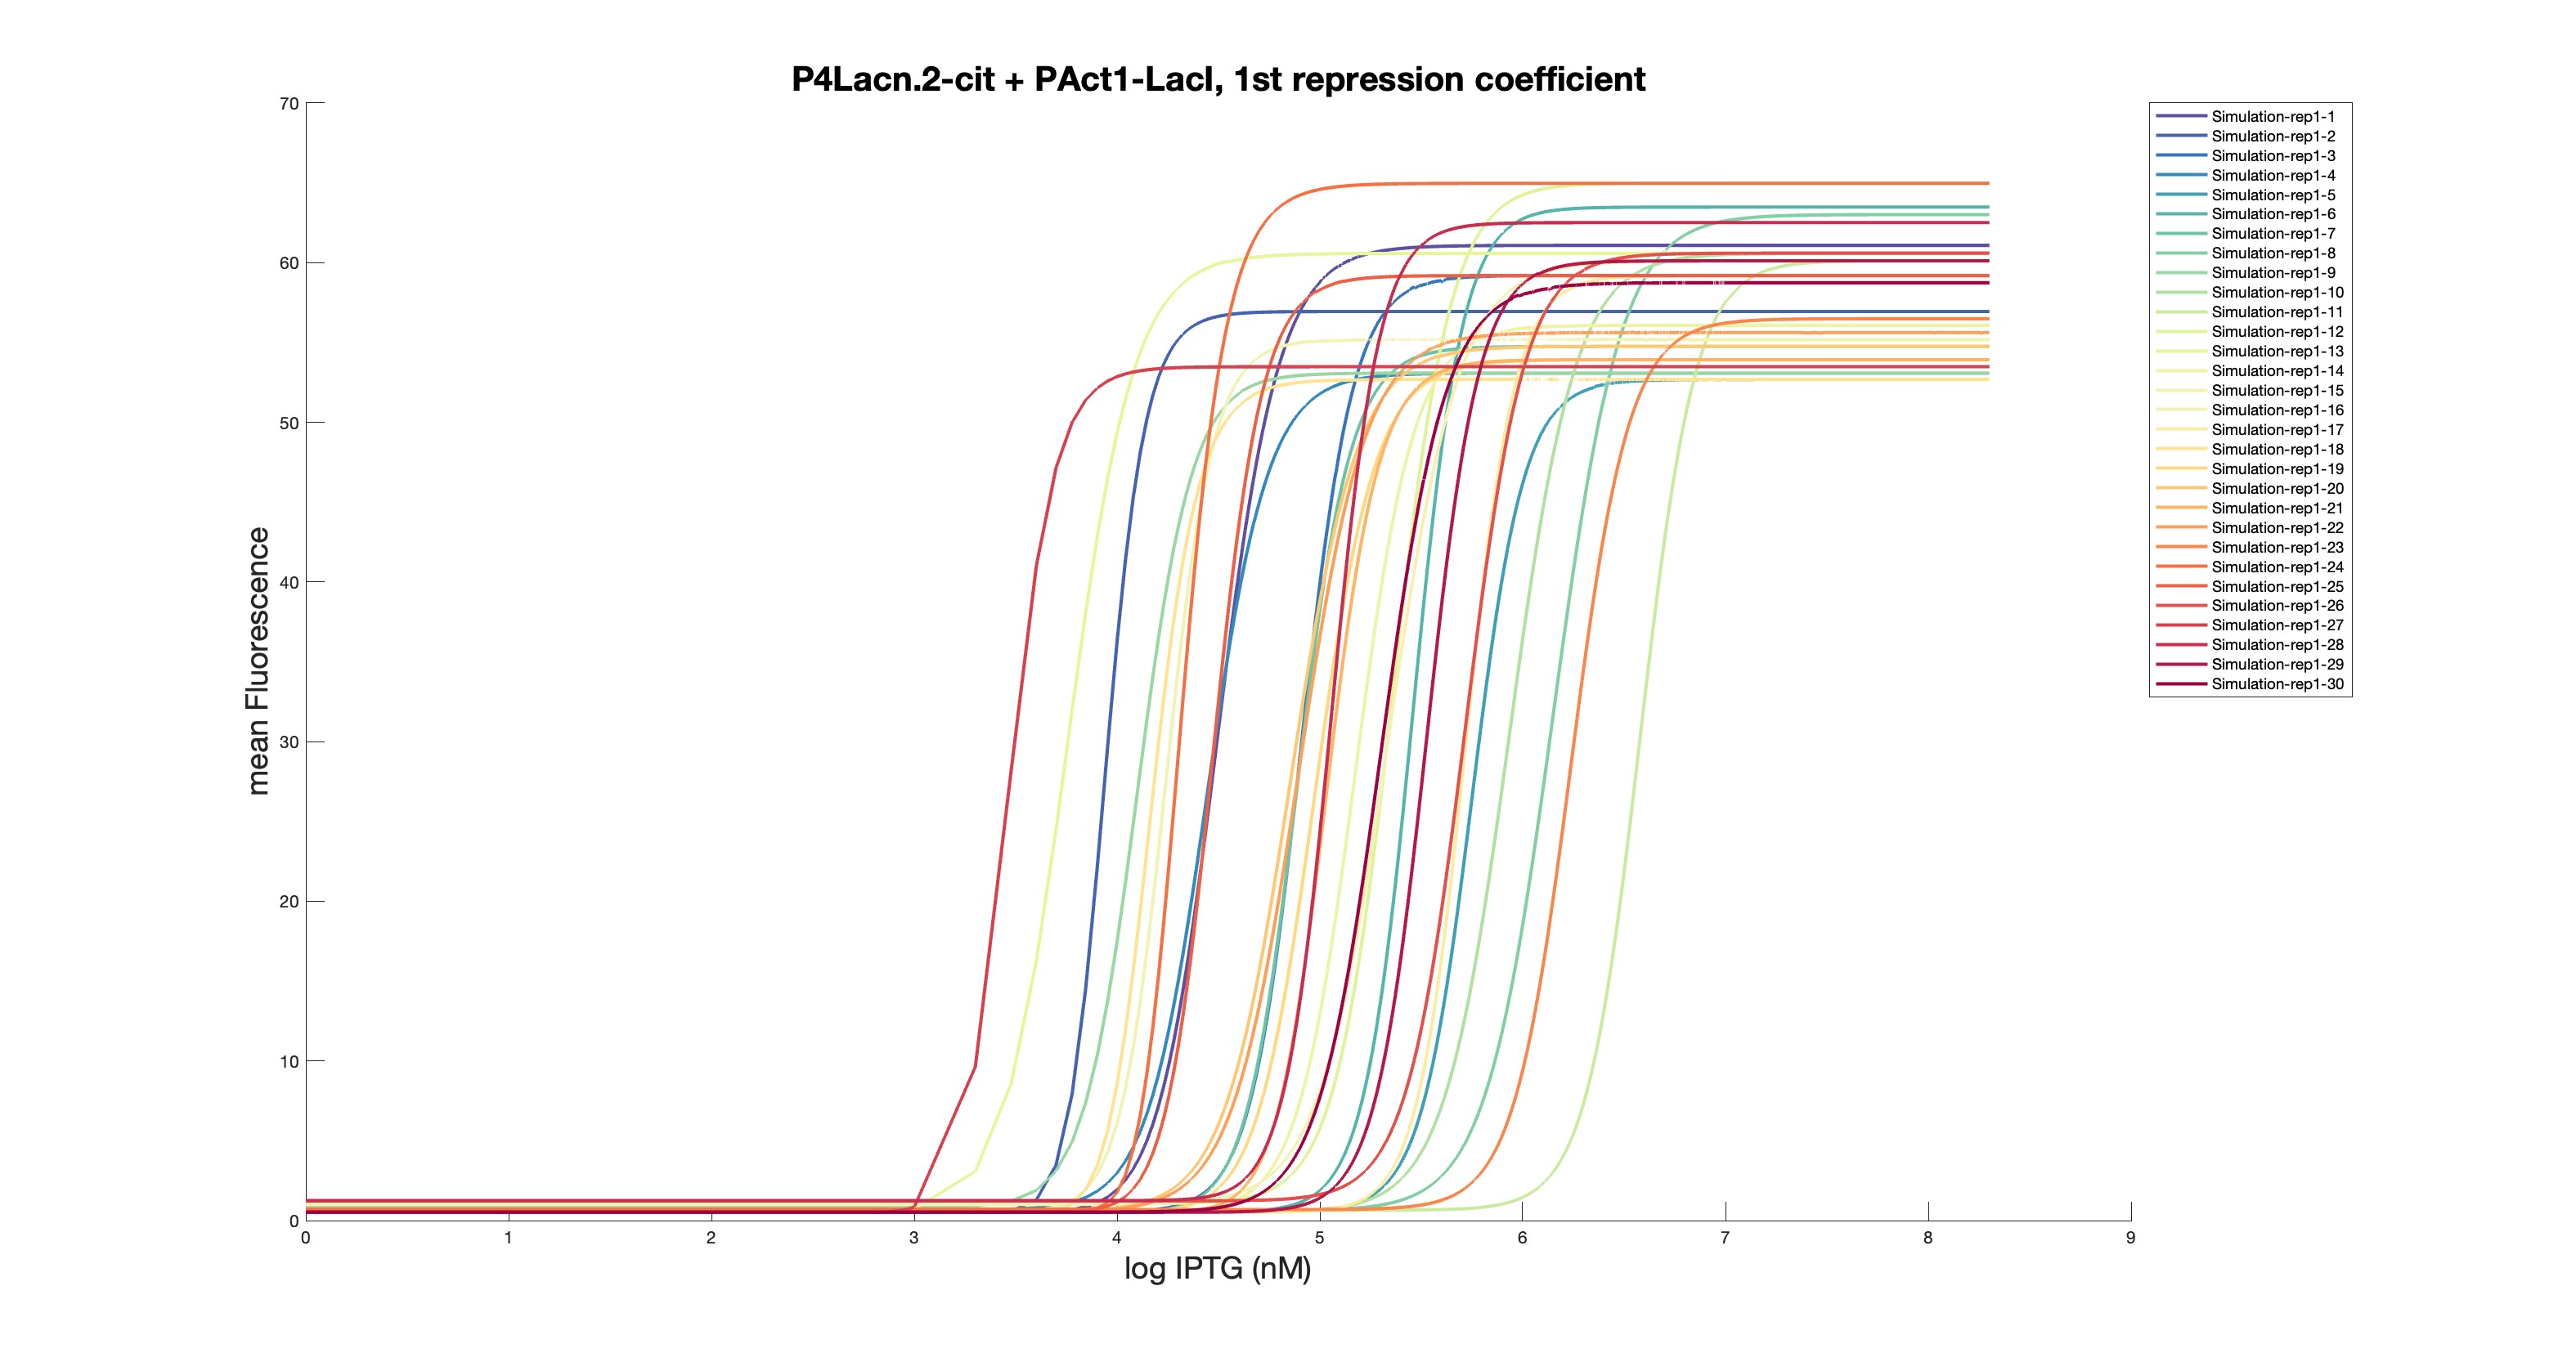 P4Lacn.2-cit + PAct1-LacI, 1st repression coefficient
70
60
50
40
30
20
10
0
mean Fluorescence
0 1 2 3 4 5 6 7 8 9
log IPTG (nM)
Simulation-rep1-1
Simulation-rep1-2
Simulation-rep1-3
Simulation-rep1-4
Simulation-rep1-5
Simulation-rep1-6
Simulation-rep1-7
Simulation-rep1-8
Simulation-rep1-9
Simulation-rep1-10
Simulation-rep1-11
Simulation-rep1-12
Simulation-rep1-13
Simulation-rep1-14
Simulation-rep1-15
Simulation-rep1-16
Simulation-rep1-17
Simulation-rep1-18
Simulation-rep1-19
Simulation-rep1-20
Simulation-rep1-21
Simulation-rep1-22
Simulation-rep1-23
Simulation-rep1-24
Simulation-rep1-25
Simulation-rep1-26
Simulation-rep1-27
Simulation-rep1-28
Simulation-rep1-29
Simulation-rep1-30